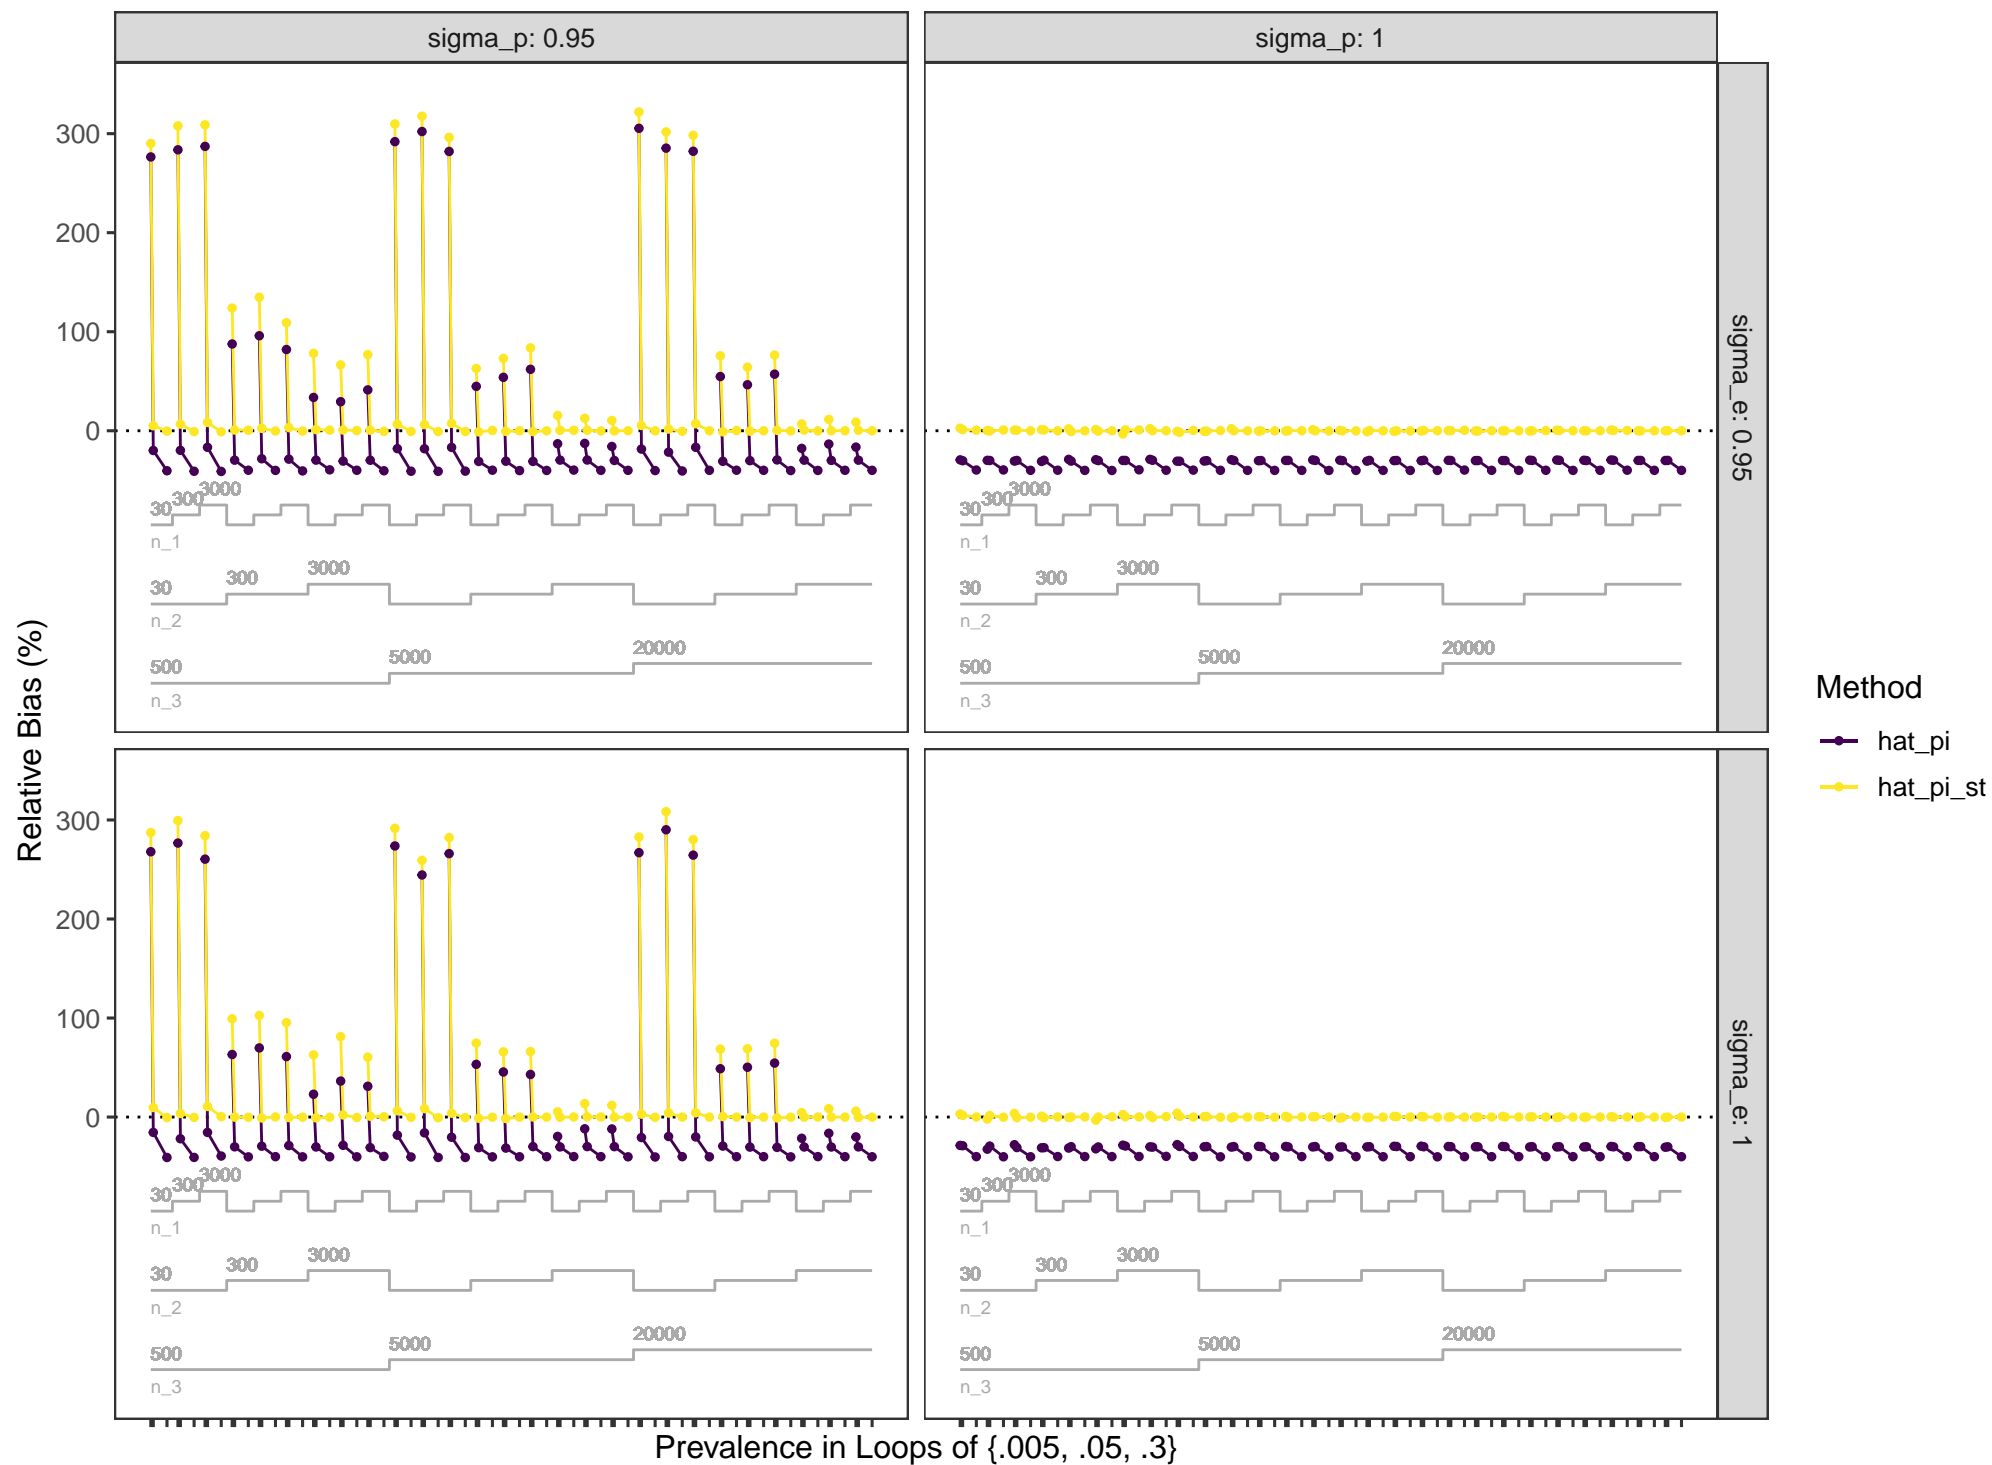 sigma_p: 0.95
sigma_p: 1
300
200
100
0
30
300
3000
n_1
30
300
3000
n_2
500
5000
20000
n_3
30
300
3000
n_1
30
300
3000
n_2
500
5000
20000
n_3
sigma_e: 0.95
300
200
100
0
30
300
3000
n_1
30
300
3000
n_2
500
5000
20000
n_3
30
300
3000
n_1
30
300
3000
n_2
500
5000
20000
n_3
sigma_e: 1
Relative Bias (%)
Prevalence in Loops of {.005, .05, .3}
Method
hat_pi
hat_pi_st